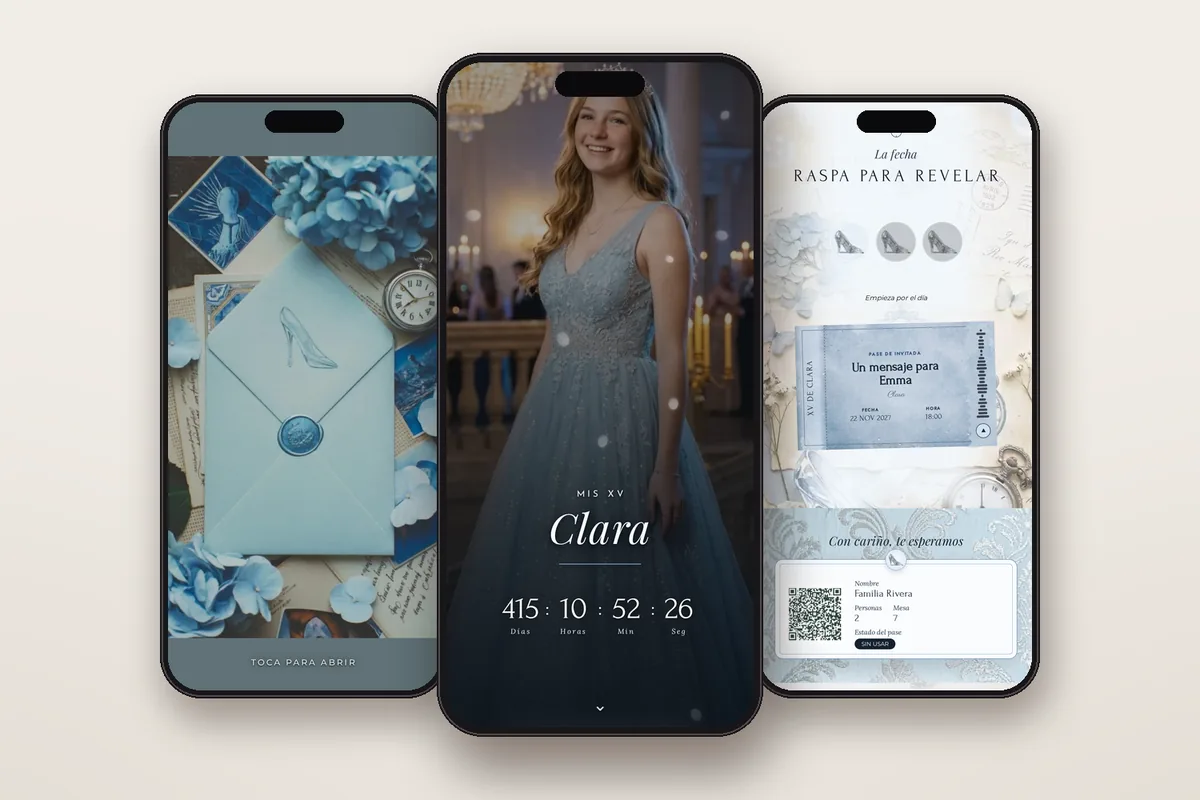 TOCA PARA ABRIR
MIS XV
Clara
415 : 10 : 52 : 26
Días Horas Min Seg
La fecha
RASPA PARA REVELAR
Empieza por el día
XV DE CLARA
PASE DE INVITADA
Un mensaje para
Emma
Clara
FECHA HORA
22 NOV 2027 18:00
Con cariño, te esperamos
Nombre
Familia Rivera
Personas Mesa
2 7
Estado del pase
SIN USAR